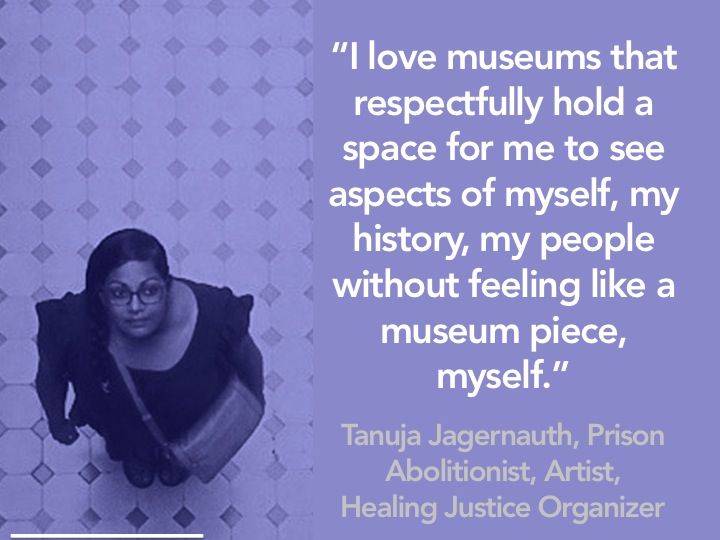 “I love museums that
respectfully hold a
space for me to see
aspects of myself, my
history, my people
without feeling like a
museum piece,
myself.”
Tanuja Jagernauth, Prison
Abolitionist, Artist,
Healing Justice Organizer